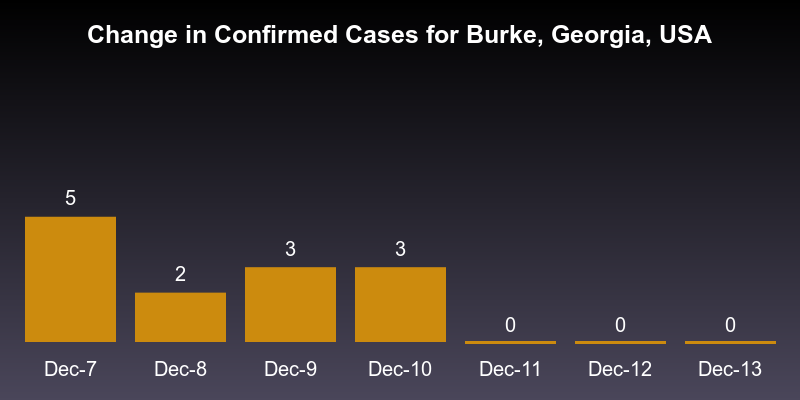 Change in Confirmed Cases for Burke, Georgia, USA
5
2
3
3
0
0
0
Dec-7
Dec-8
Dec-9
Dec-10
Dec-11
Dec-12
Dec-13